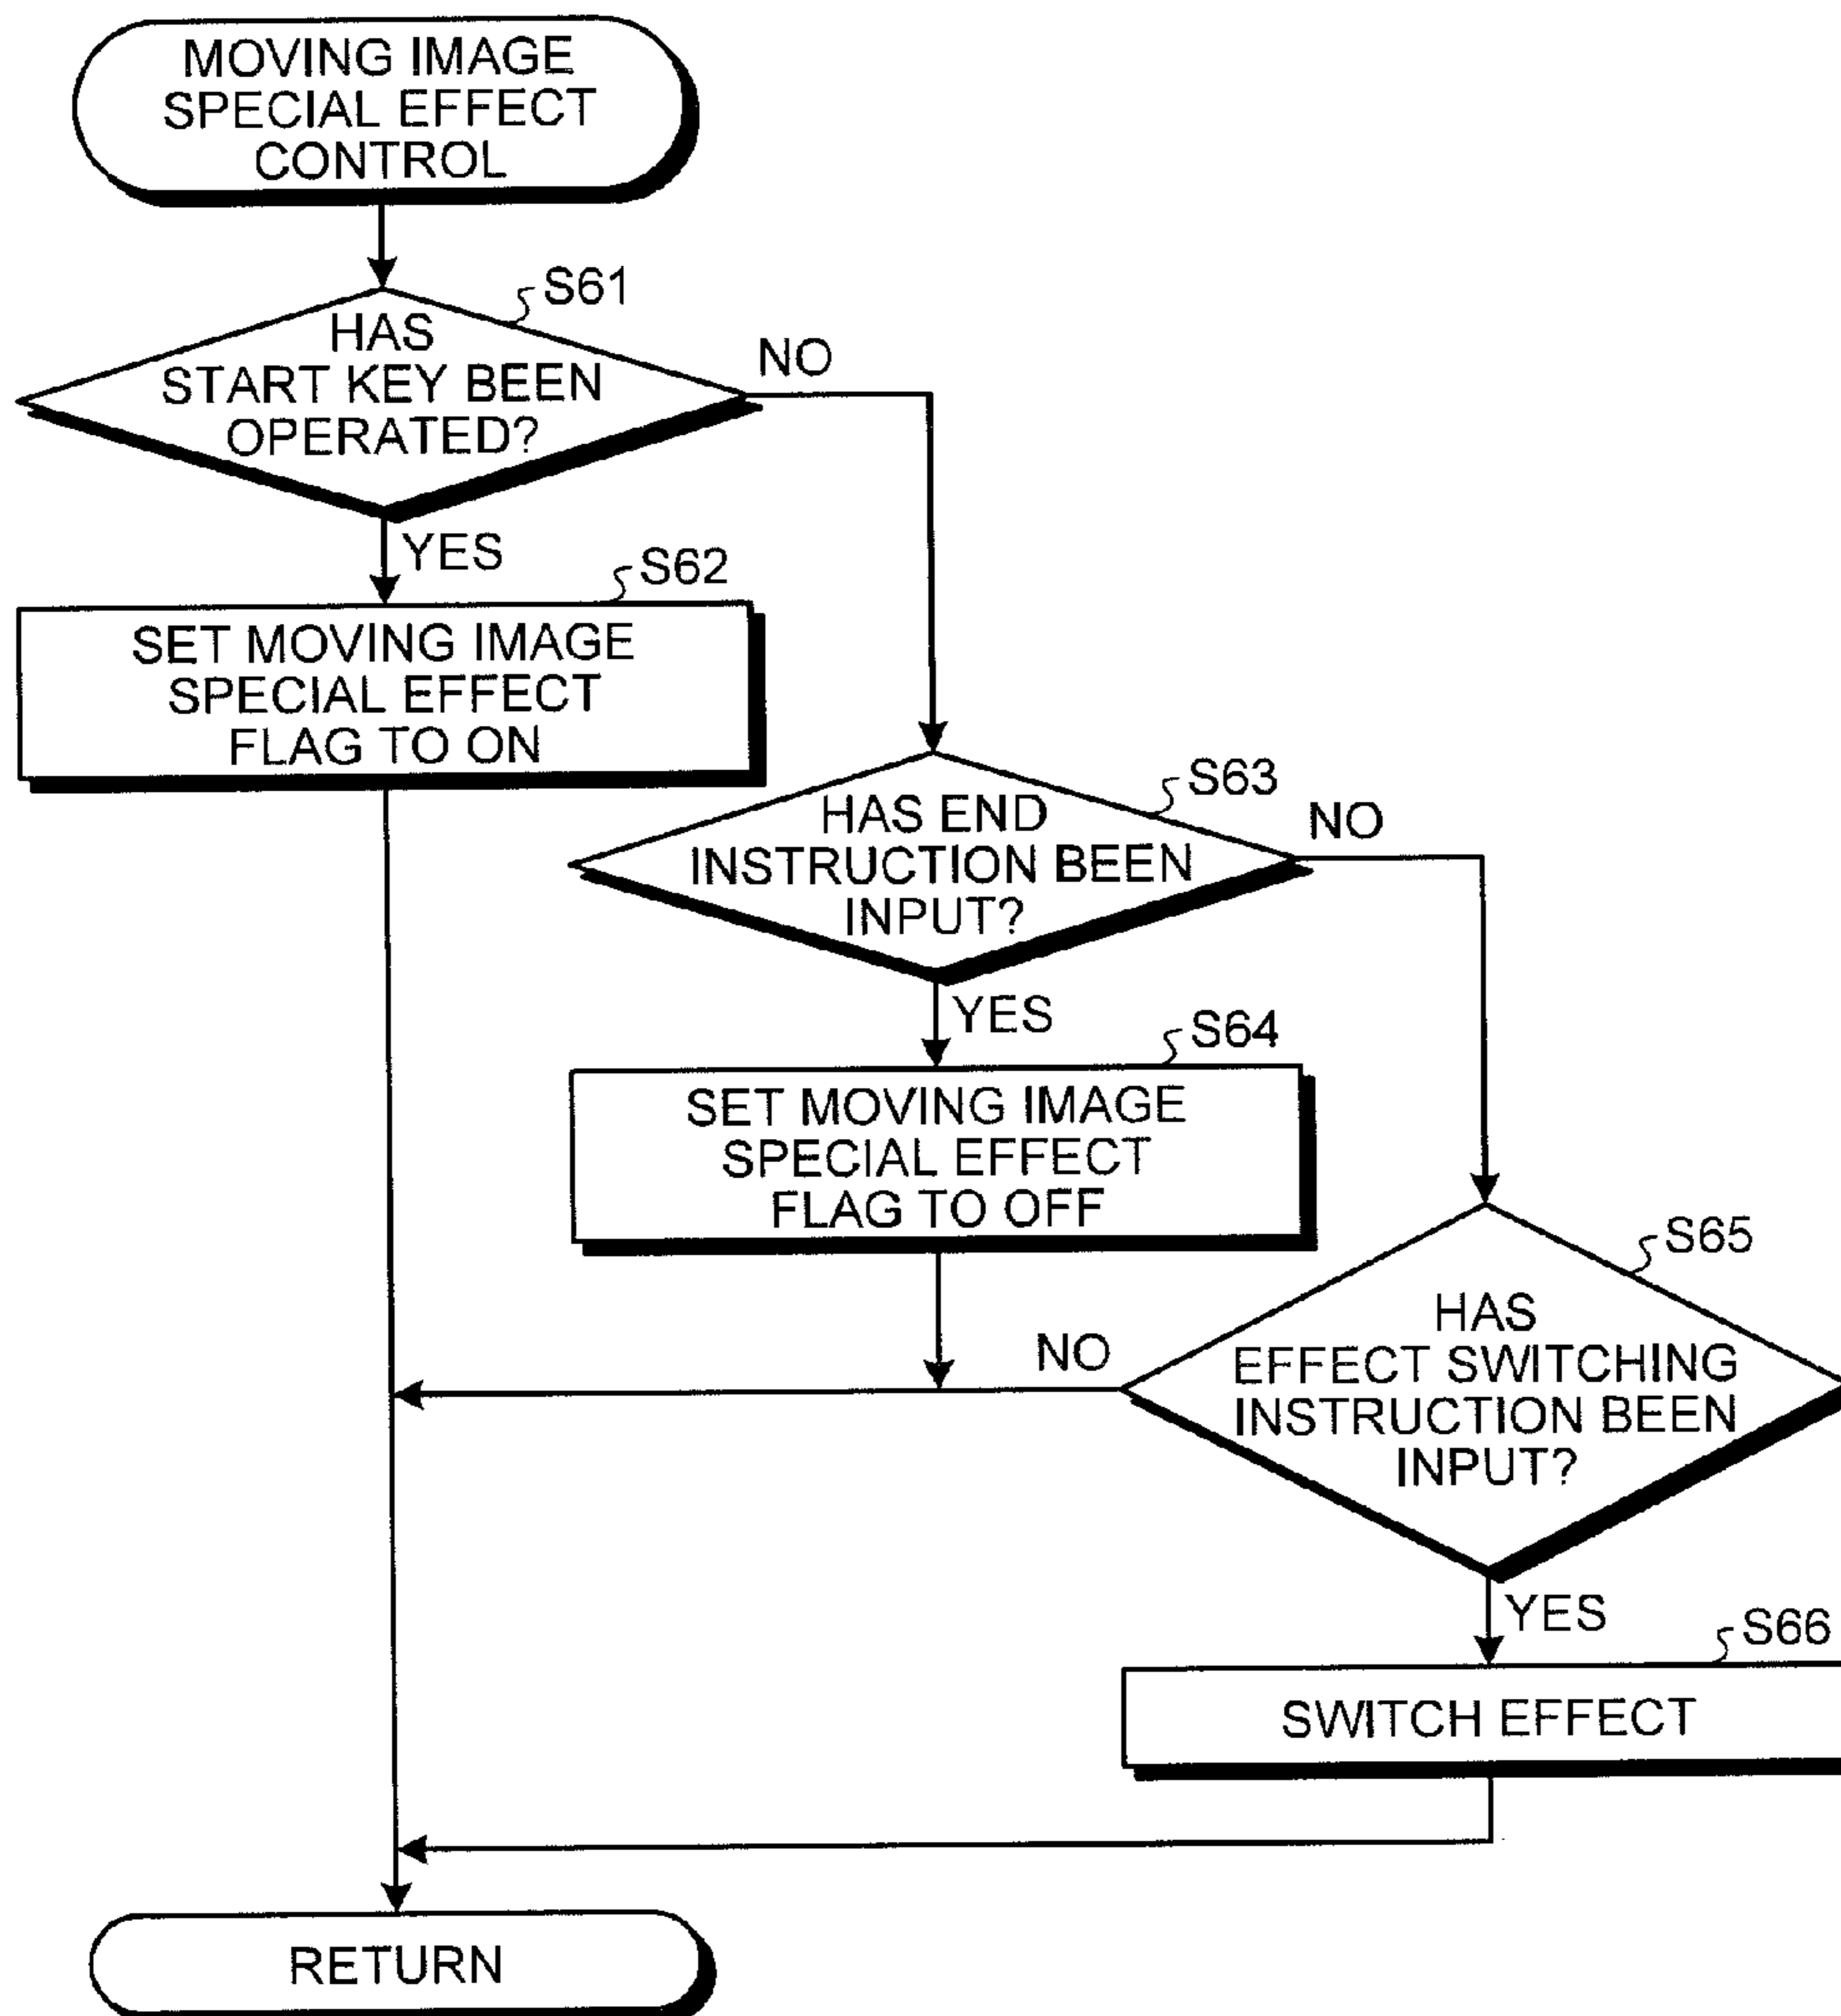 MOVING IMAGE
SPECIAL EFFECT
CONTROL
S61
HAS
START KEY BEEN
OPERATED?
NO
YES
S62
SET MOVING IMAGE
SPECIAL EFFECT
FLAG TO ON
S63
HAS END
INSTRUCTION BEEN
INPUT?
NO
YES
S64
SET MOVING IMAGE
SPECIAL EFFECT
FLAG TO OFF
S65
HAS
EFFECT SWITCHING
INSTRUCTION BEEN
INPUT?
NO
YES
S66
SWITCH EFFECT
RETURN